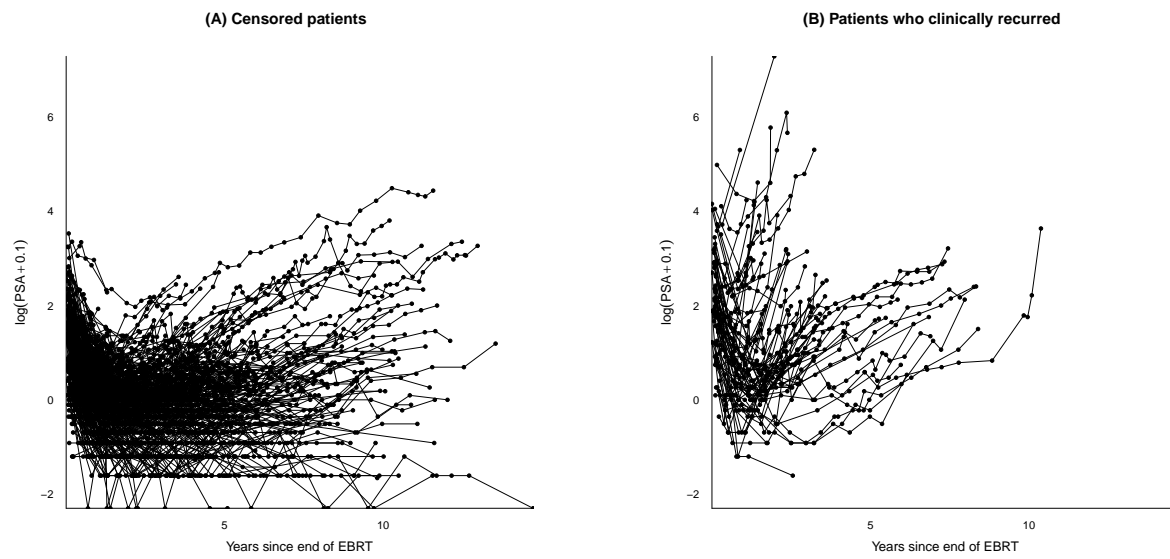 (A) Censored patients
(B) Patients who clinically recurred
log(PSA + 0.1)
6
4
2
0
−2
5
10
Years since end of EBRT
log(PSA + 0.1)
6
4
2
0
−2
5
10
Years since end of EBRT